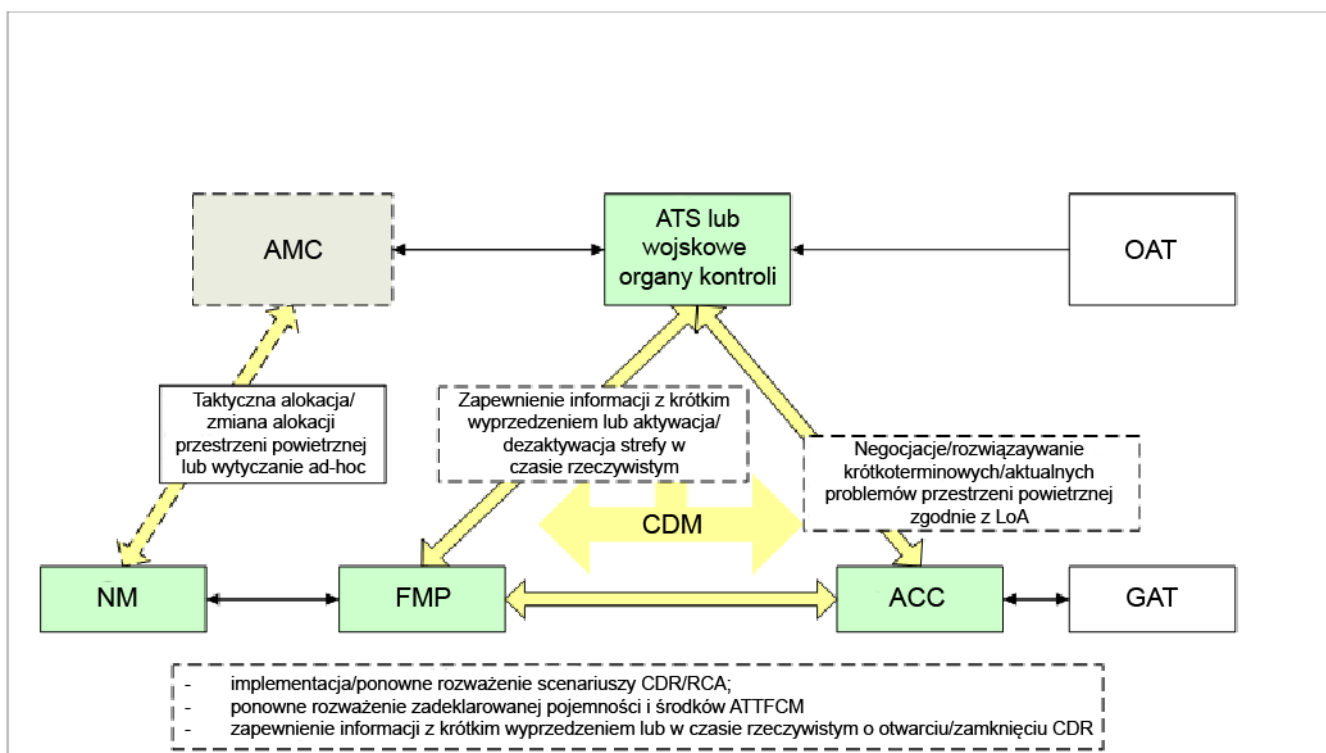 AMC
ATS lub
wojskowe
organy kontroli
OAT
Taktyczna alokacja/
zmiana alokacji
przestrzeni powietrznej
lub wytyczanie ad-hoc
Zapewnienie informacji z krótkim
wyprzedzeniem lub aktywacja/
dezaktywacja strefy w
czasie rzeczywistym
Negocjacje/rozwiązaywanie
krótkoterminowych/aktualnych
problemów przestrzeni powietrznej
zgodnie z LoA
CDM
NM
FMP
ACC
GAT
- implementacja/ponowne rozważenie scenariuszy CDR/RCA;
- ponowne rozważenie zadeklarowanej pojemności i środków ATTFCM
- zapewnienie informacji z krótkim wyprzedzeniem lub w czasie rzeczywistym o otwarciu/zamknięciu CDR